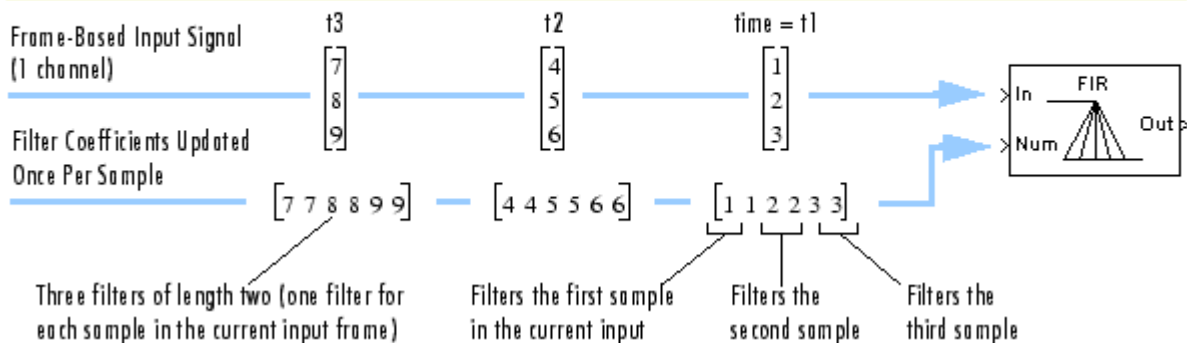 t3 t2 time = t1
Frame-Based Input Signal
(1 channel)
7 4 1
8 5 2
9 6 3
FIR
In
Out
Num
Filter Coefficients Updated
Once Per Sample
[7 7 8 8 9 9] [4 4 5 5 6 6] [1 1 2 2 3 3]
Three filters of length two (one filter for
each sample in the current input frame)
Filters the first sample
in the current input
Filters the
second sample
Filters the
third sample